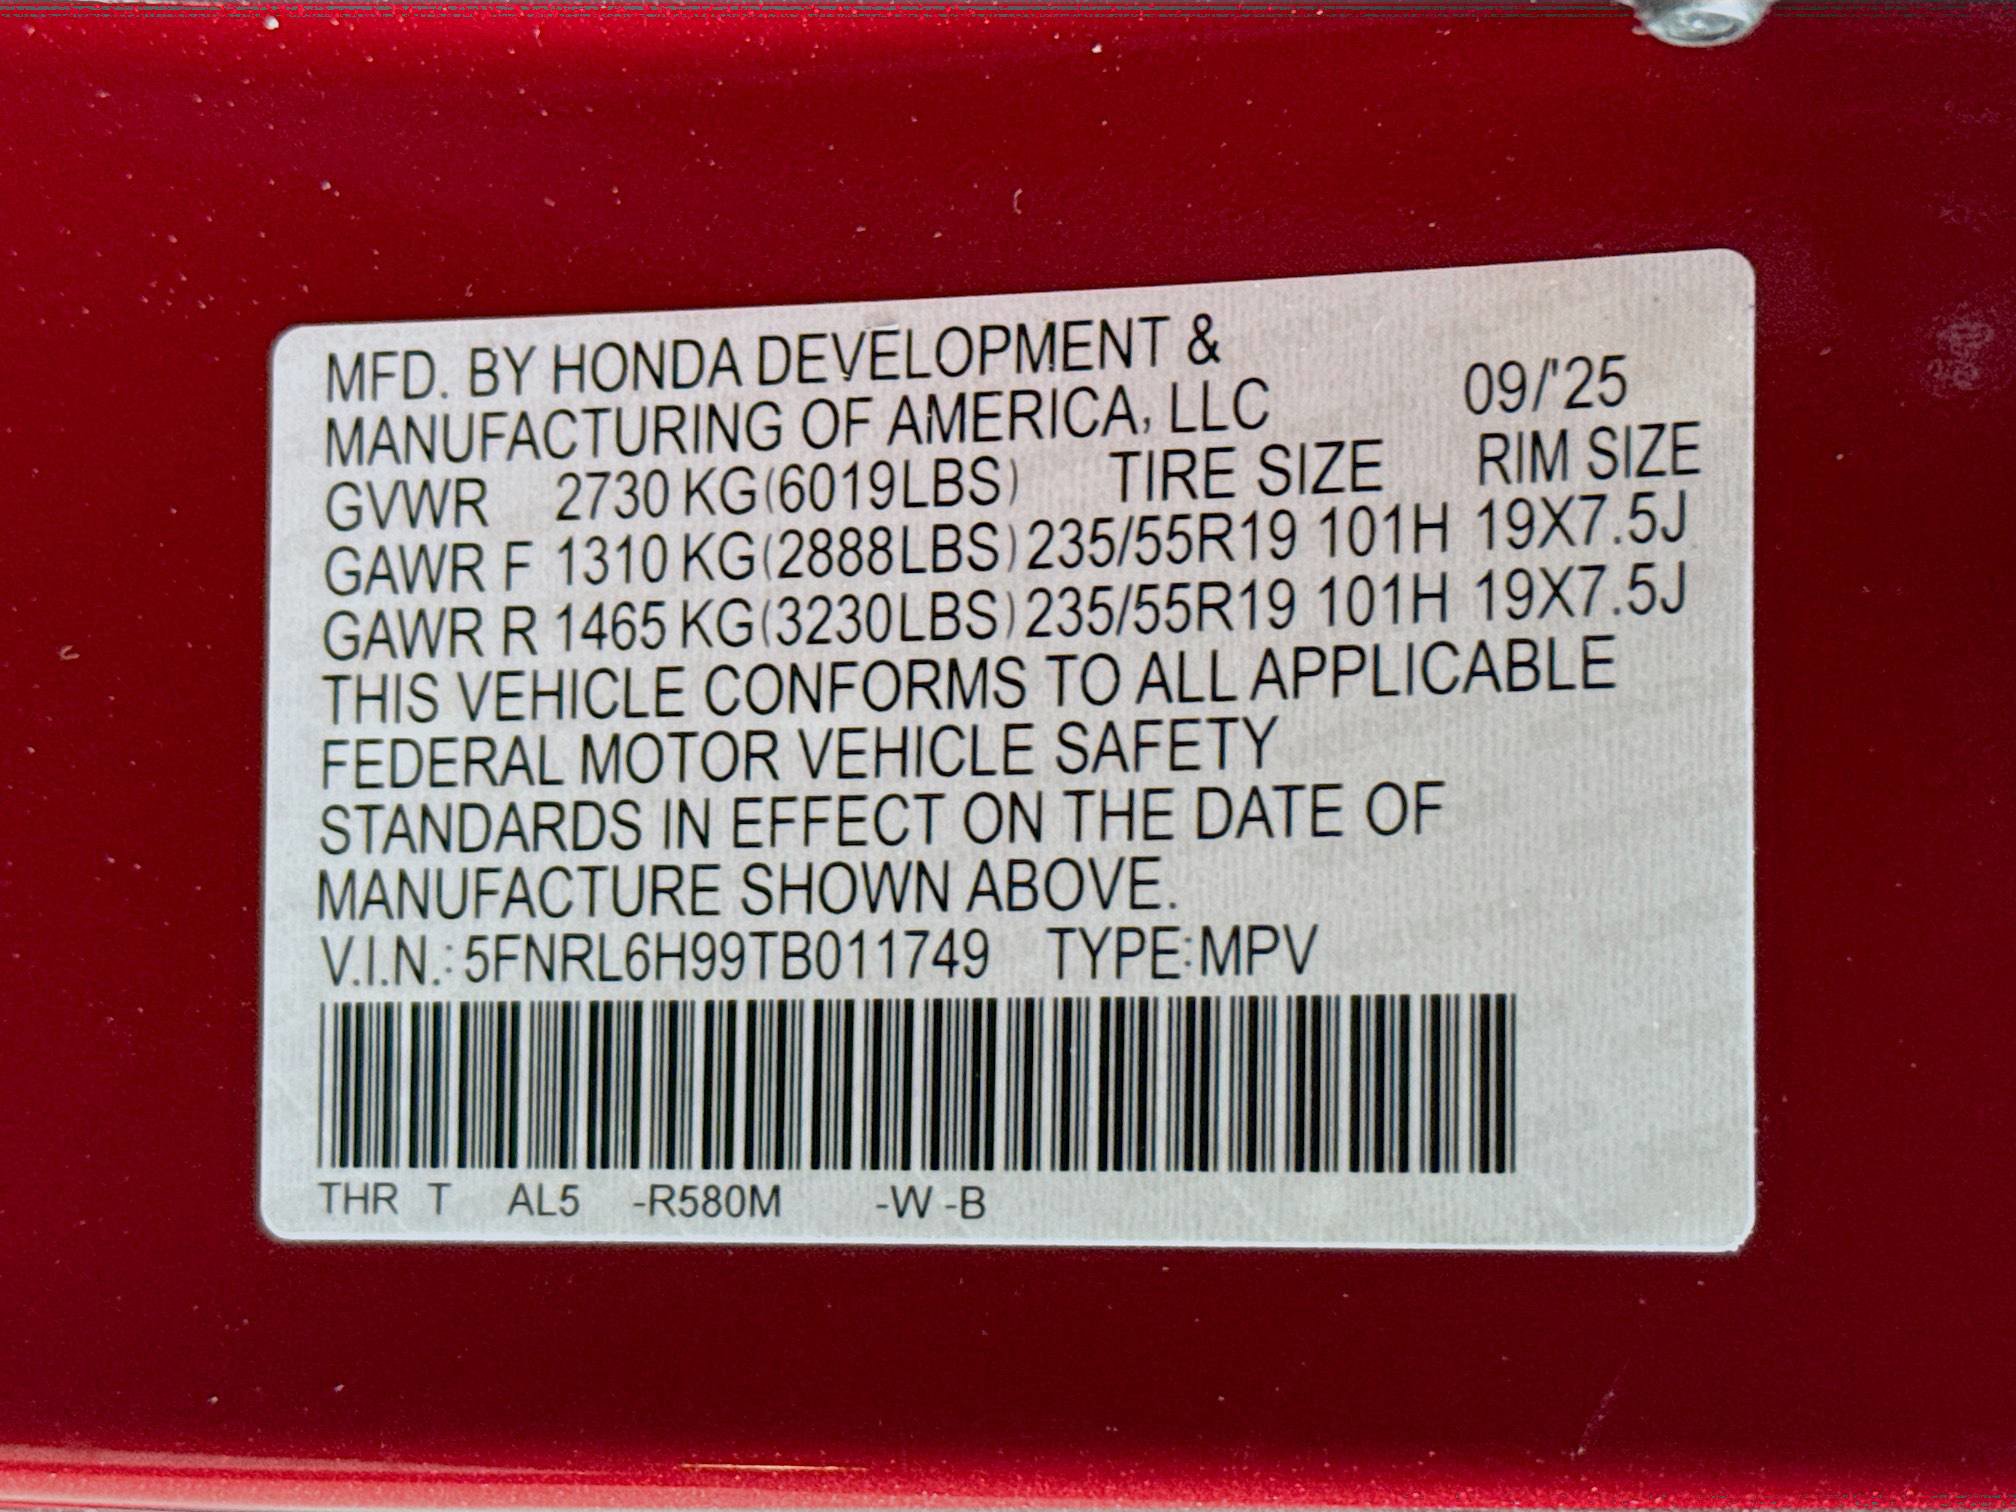 MFD. BY HONDA DEVELOPMENT &
MANUFACTURING OF AMERICA, LLC 09/'25
GVWR 2730 KG(6019LBS) TIRE SIZE RIM SIZE
GAWR F 1310 KG(2888LBS) 235/55R19 101H 19X7.5J
GAWR R 1465 KG(3230LBS) 235/55R19 101H 19X7.5J
THIS VEHICLE CONFORMS TO ALL APPLICABLE
FEDERAL MOTOR VEHICLE SAFETY
STANDARDS IN EFFECT ON THE DATE OF
MANUFACTURE SHOWN ABOVE.
V.I.N.: 5FNRL6H99TB011749 TYPE:MPV
THR T AL5 -R580M -W -B